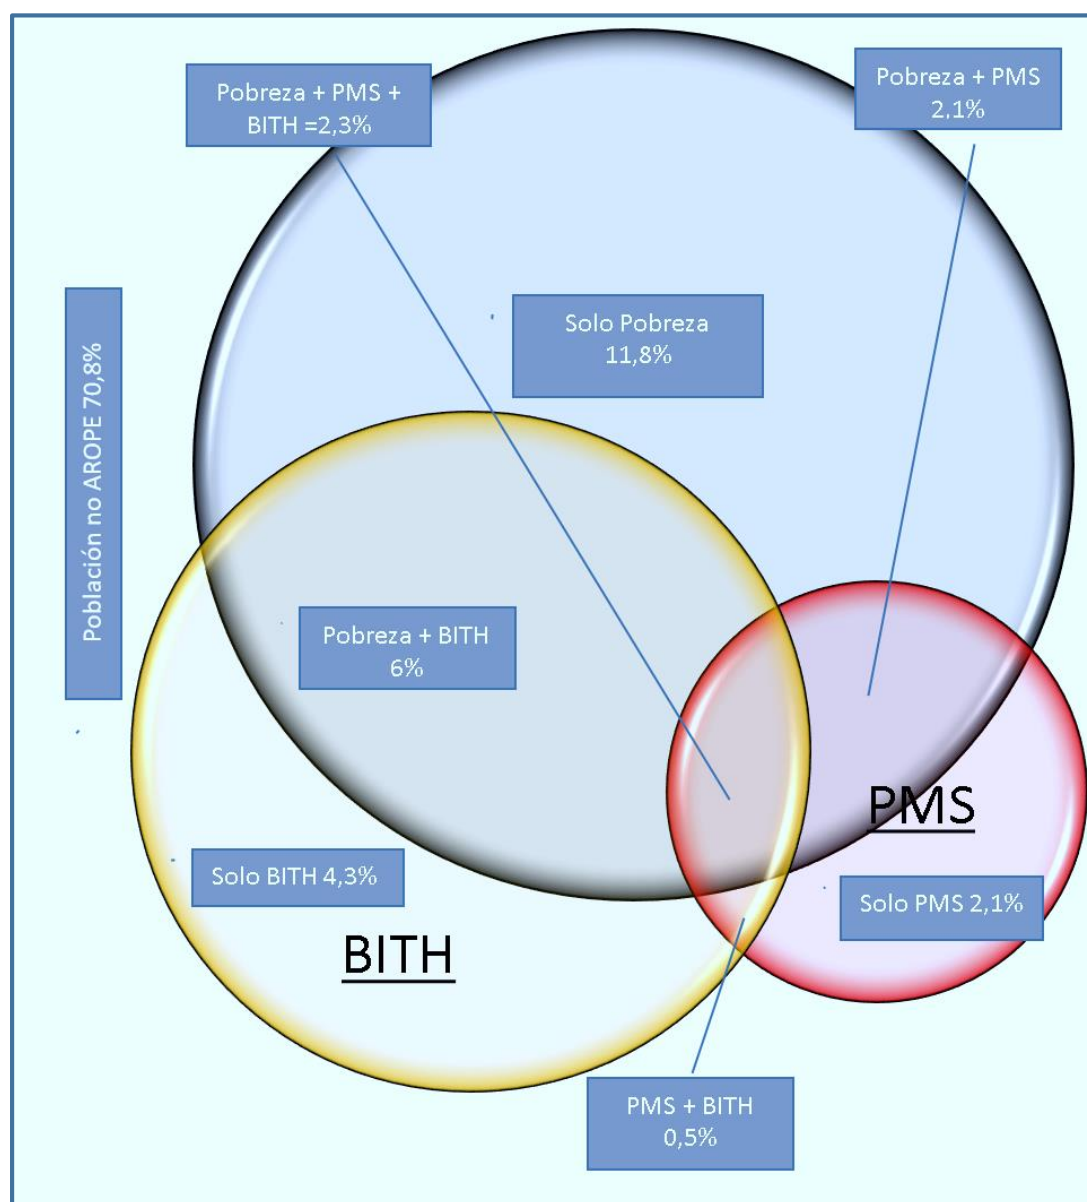 Pobreza + PMS +
BITH =2,3%
Pobreza + PMS
2,1%
Solo Pobreza
11,8%
Población no AROPE 70,8%
Pobreza + BITH
6%
PMS
Solo BITH 4,3%
Solo PMS 2,1%
BITH
PMS + BITH
0,5%